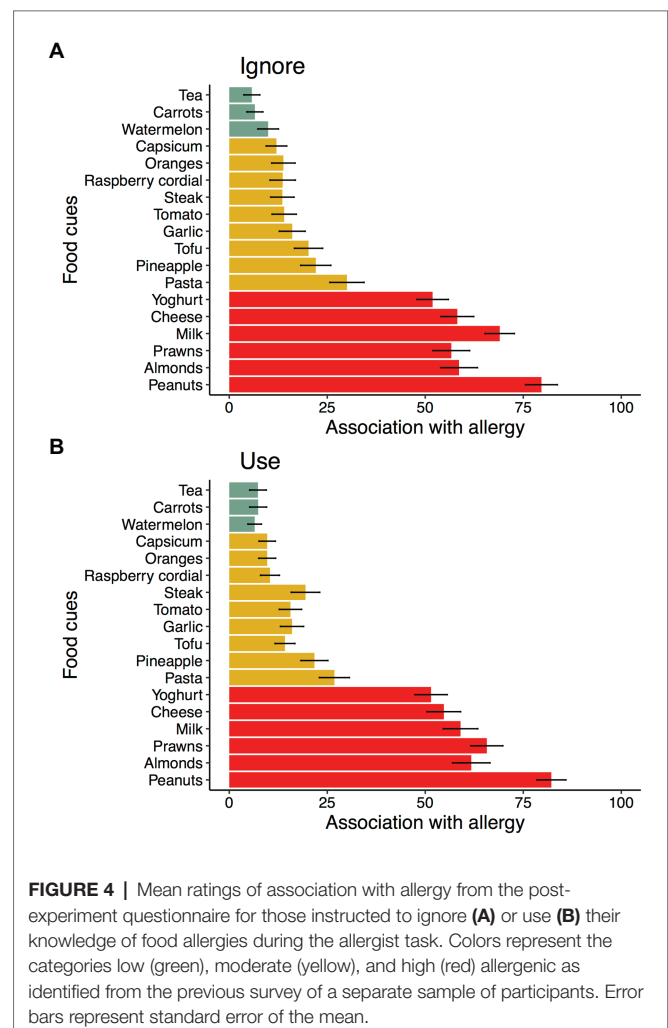 A
Ignore
Tea
Carrots
Watermelon
Capsicum
Oranges
Raspberry cordial
Steak
Tomato
Garlic
Tofu
Pineapple
Pasta
Yoghurt
Cheese
Milk
Prawns
Almonds
Peanuts
Food cues
0 25 50 75 100
Association with allergy
B
Use
Tea
Carrots
Watermelon
Capsicum
Oranges
Raspberry cordial
Steak
Tomato
Garlic
Tofu
Pineapple
Pasta
Yoghurt
Cheese
Milk
Prawns
Almonds
Peanuts
Food cues
0 25 50 75 100
Association with allergy
FIGURE 4 | Mean ratings of association with allergy from the post-
experiment questionnaire for those instructed to ignore (A) or use (B) their
knowledge of food allergies during the allergist task. Colors represent the
categories low (green), moderate (yellow), and high (red) allergenic as
identified from the previous survey of a separate sample of participants. Error
bars represent standard error of the mean.